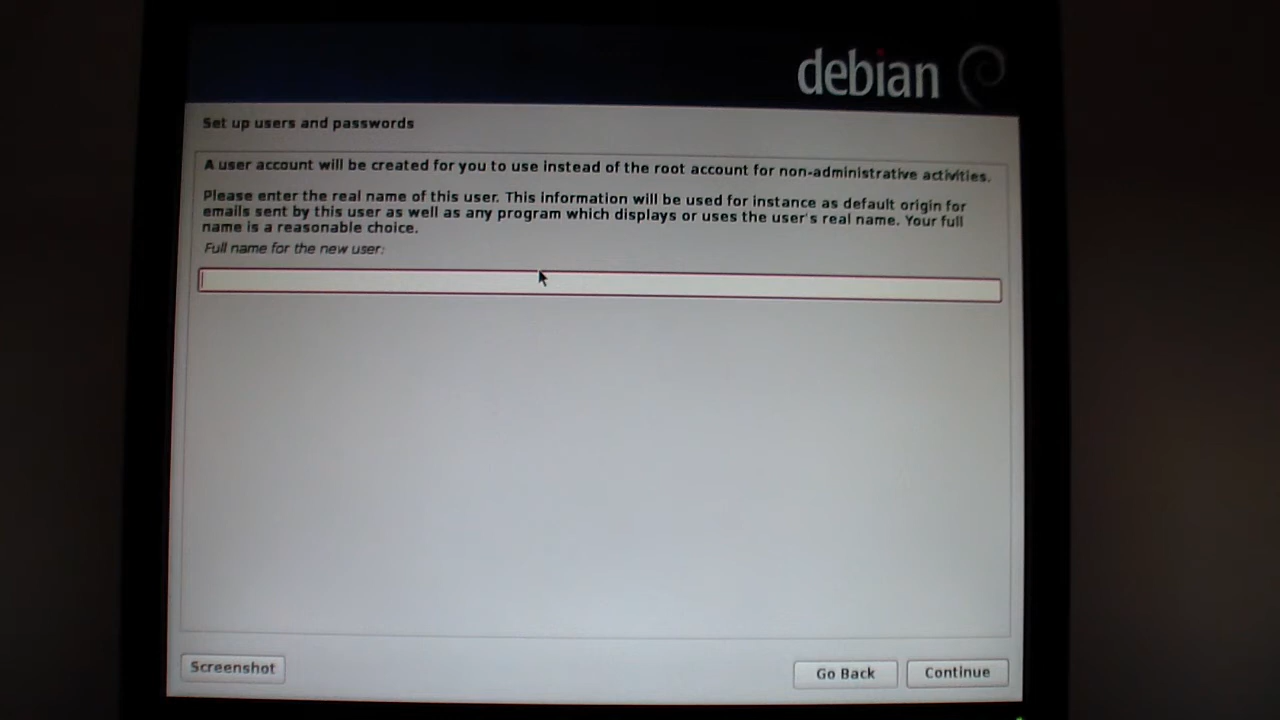 debian
Set up users and passwords
A user account will be created for you to use instead of the root account for non-administrative activities.
Please enter the real name of this user. This information will be used for instance as default origin for
emails sent by this user as well as any program which displays or uses the user's real name. Your full
name is a reasonable choice.
Full name for the new user:
Screenshot
Go Back
Continue